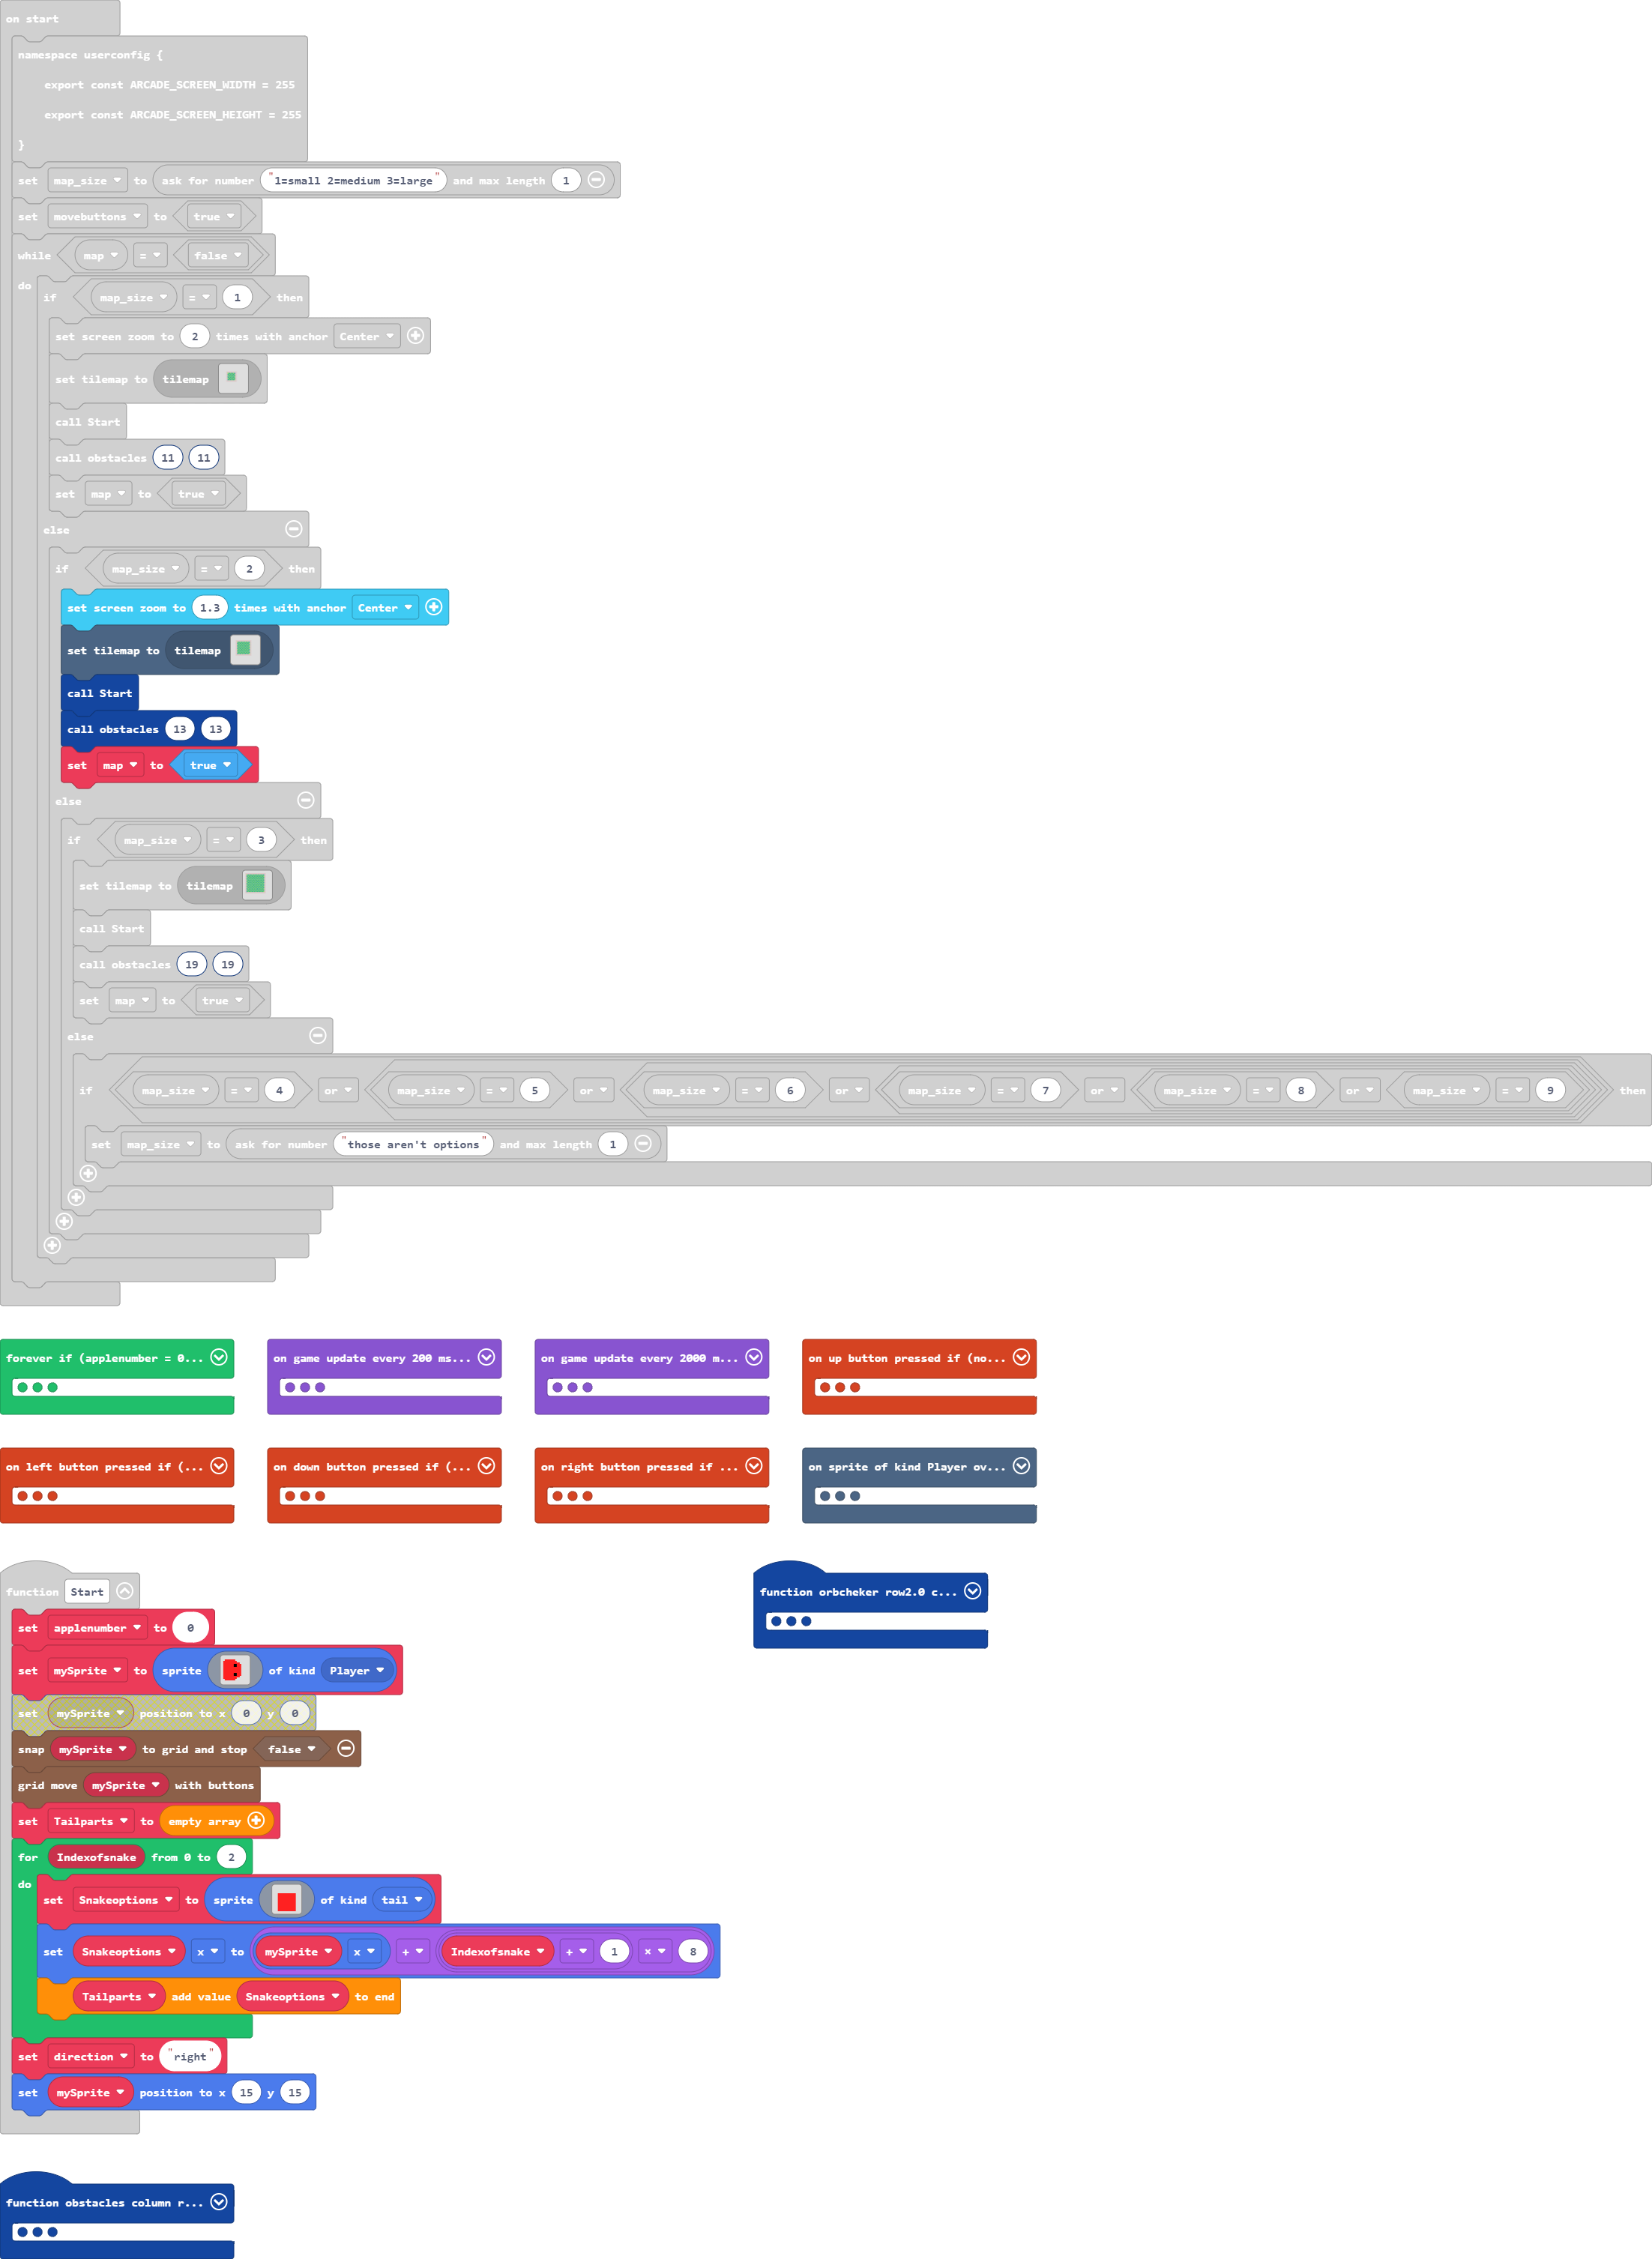 on start
namespace userconfig {
export const ARCADE_SCREEN_WIDTH = 255
export const ARCADE_SCREEN_HEIGHT = 255
}
set map_size to ask for number "1=small 2=medium 3=large" and max length 1
set movebuttons to true
while map = false
do if map_size = 1 then
set screen zoom to 2 times with anchor Center
set tilemap to tilemap
call Start
call obstacles 11 11
set map to true
else
if map_size = 2 then
set screen zoom to 1.3 times with anchor Center
set tilemap to tilemap
call Start
call obstacles 13 13
set map to true
else
if map_size = 3 then
set tilemap to tilemap
call Start
call obstacles 19 19
set map to true
else
if map_size = 4 or map_size = 5 or map_size = 6 or map_size = 7 or map_size = 8 or map_size = 9 then
set map_size to ask for number "those aren't options" and max length 1
forever if (applenumber = 0... on game update every 200 ms... on game update every 2000 m... on up button pressed if (no...
on left button pressed if (... on down button pressed if (... on right button pressed if ... on sprite of kind Player ov...
function Start
function orbcheker row2.0 c...
set applenumber to 0
set mySprite to sprite of kind Player
set mySprite position to x 0 y 0
snap mySprite to grid and stop false
grid move mySprite with buttons
set Tailparts to empty array
for Indexofsnake from 0 to 2
do set Snakeoptions to sprite of kind tail
set Snakeoptions x to mySprite x + Indexofsnake + 1 × 8
Tailparts add value Snakeoptions to end
set direction to "right"
set mySprite position to x 15 y 15
function obstacles column r...